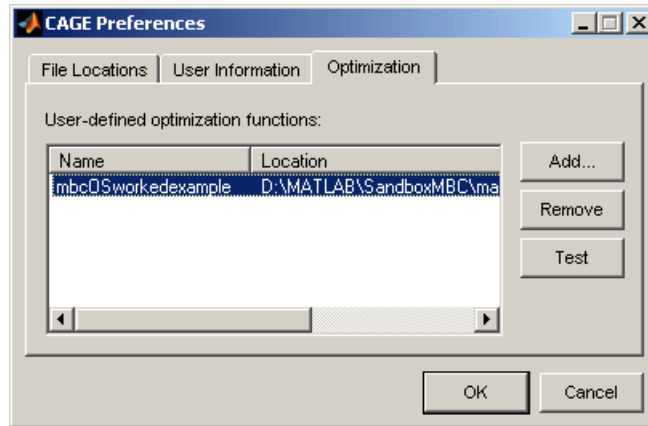 CAGE Preferences
File Locations User Information Optimization
User-defined optimization functions:
Name Location
mbcOSworkedexample D:\MATLAB\SandboxMBC\ma
Add...
Remove
Test
OK Cancel